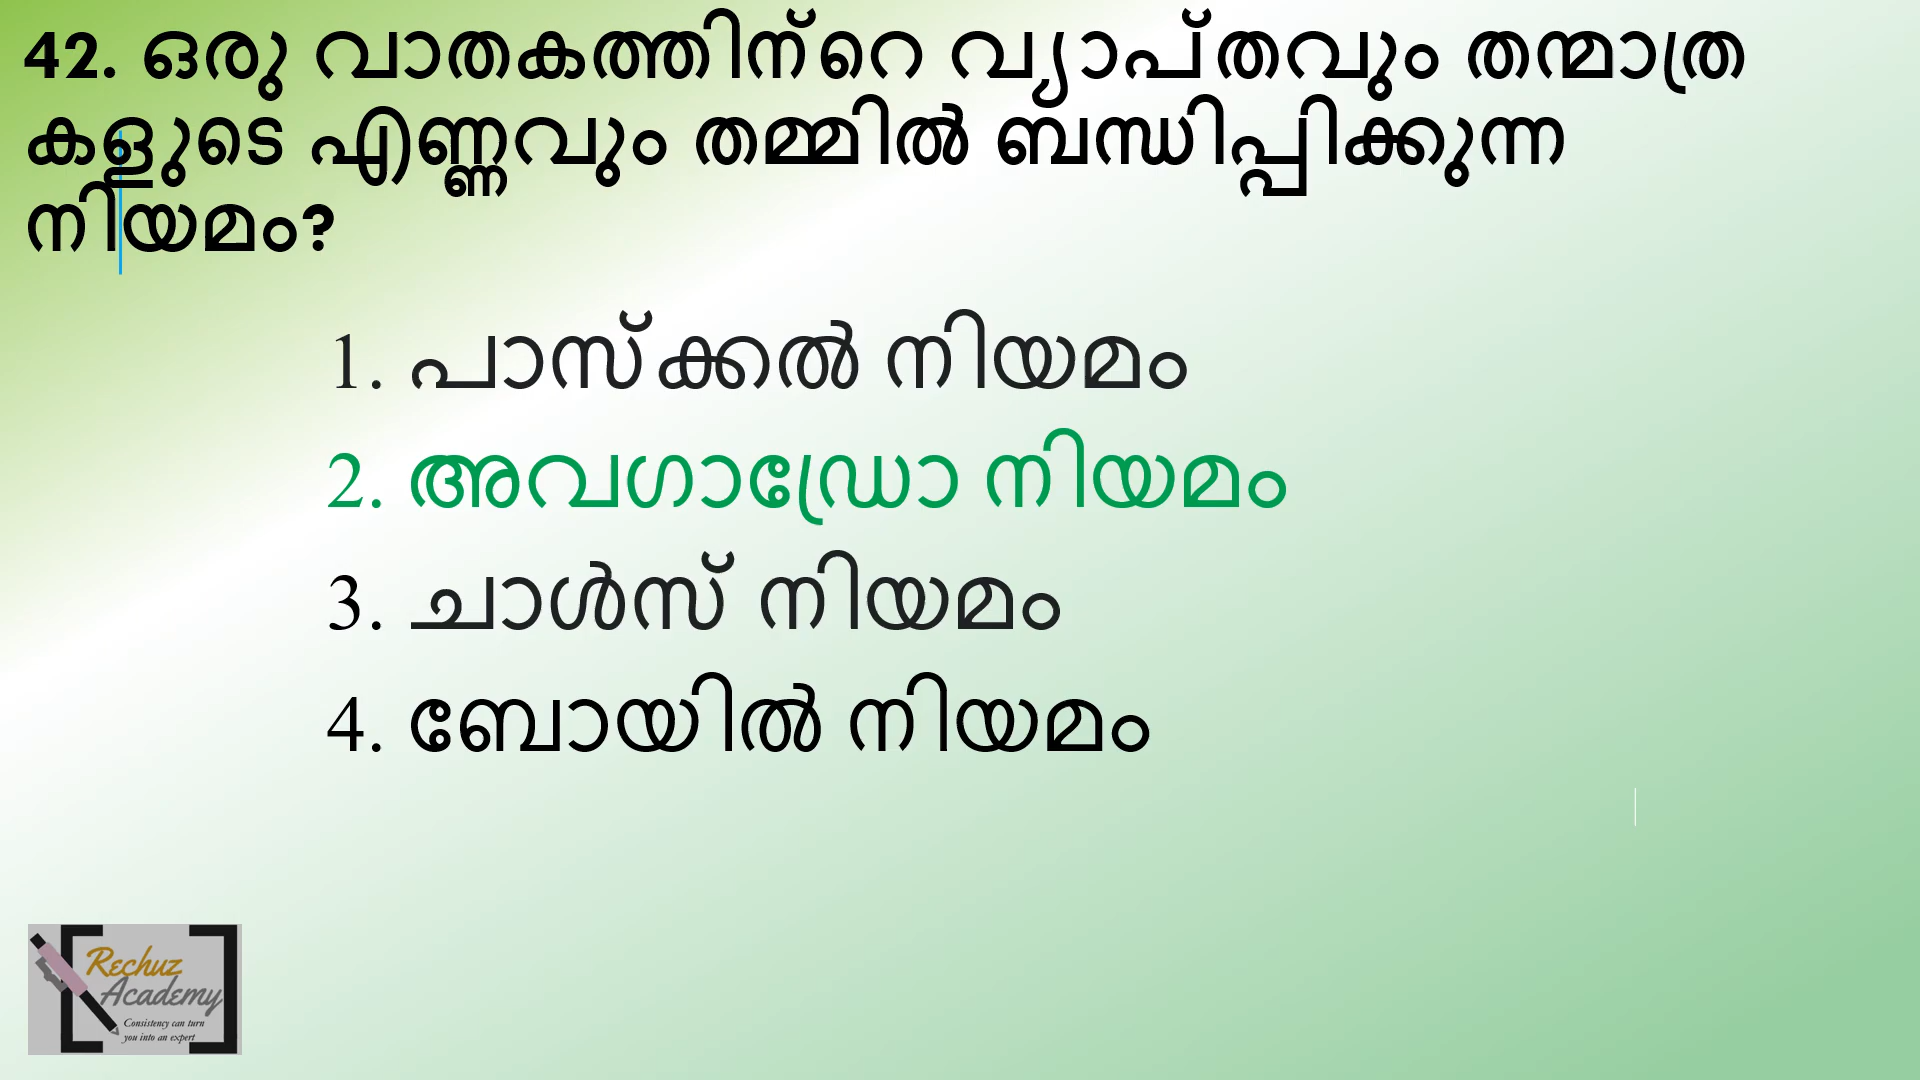 42. ഒരു വാതകത്തിന്റെ വ്യാപ്തവും തന്മാത്ര
കളുടെ എണ്ണവും തമ്മിൽ ബന്ധിപ്പിക്കുന്ന
നിയമം?
1. പാസ്ക്കൽ നിയമം
2. അവഗാഡ്രോ നിയമം
3. ചാൾസ് നിയമം
4. ബോയിൽ നിയമം
Rechuz
Academy
Consistency can turn
you into an expert